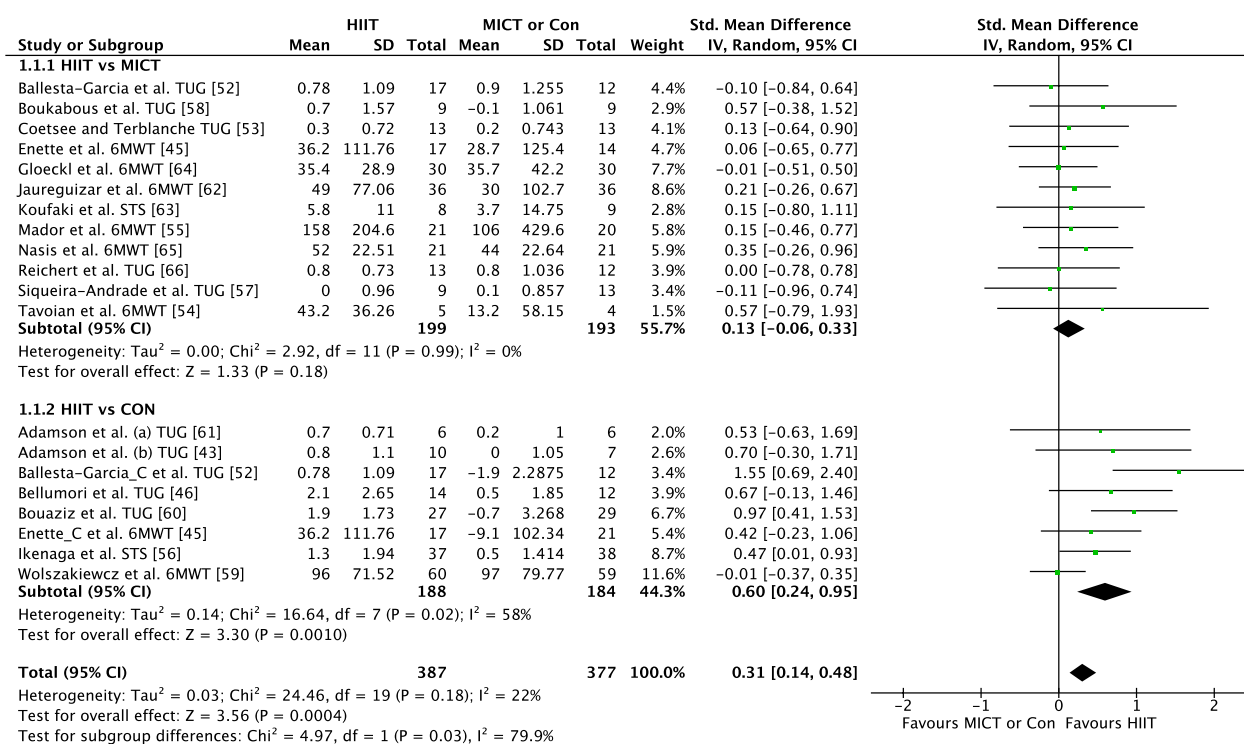 HIIT MICT or Con Std. Mean Difference Std. Mean Difference
Study or Subgroup Mean SD Total Mean SD Total Weight IV, Random, 95% CI IV, Random, 95% CI
1.1.1 HIIT vs MICT
Ballesta-Garcia et al. TUG [52] 0.78 1.09 17 0.9 1.255 12 4.4% -0.10 [-0.84, 0.64]
Boukabous et al. TUG [58] 0.7 1.57 9 -0.1 1.061 9 2.9% 0.57 [-0.38, 1.52]
Coetsee and Terblanche TUG [53] 0.3 0.72 13 0.2 0.743 13 4.1% 0.13 [-0.64, 0.90]
Enette et al. 6MWT [45] 36.2 111.76 17 28.7 125.4 14 4.7% 0.06 [-0.65, 0.77]
Gloeckl et al. 6MWT [64] 35.4 28.9 30 35.7 42.2 30 7.7% -0.01 [-0.51, 0.50]
Jaureguizar et al. 6MWT [62] 49 77.06 36 30 102.7 36 8.6% 0.21 [-0.26, 0.67]
Koufaki et al. STS [63] 5.8 11 8 3.7 14.75 9 2.8% 0.15 [-0.80, 1.11]
Mador et al. 6MWT [55] 158 204.6 21 106 429.6 20 5.8% 0.15 [-0.46, 0.77]
Nasis et al. 6MWT [65] 52 22.51 21 44 22.64 21 5.9% 0.35 [-0.26, 0.96]
Reichert et al. TUG [66] 0.8 0.73 13 0.8 1.036 12 3.9% 0.00 [-0.78, 0.78]
Siqueira-Andrade et al. TUG [57] 0 0.96 9 0.1 0.857 13 3.4% -0.11 [-0.96, 0.74]
Tavoian et al. 6MWT [54] 43.2 36.26 5 13.2 58.15 4 1.5% 0.57 [-0.79, 1.93]
Subtotal (95% CI) 199 193 55.7% 0.13 [-0.06, 0.33]
Heterogeneity: Tau² = 0.00; Chi² = 2.92, df = 11 (P = 0.99); I² = 0%
Test for overall effect: Z = 1.33 (P = 0.18)
1.1.2 HIIT vs CON
Adamson et al. (a) TUG [61] 0.7 0.71 6 0.2 1 6 2.0% 0.53 [-0.63, 1.69]
Adamson et al. (b) TUG [43] 0.8 1.1 10 0 1.05 7 2.6% 0.70 [-0.30, 1.71]
Ballesta-Garcia_C et al. TUG [52] 0.78 1.09 17 -1.9 2.2875 12 3.4% 1.55 [0.69, 2.40]
Bellumori et al. TUG [46] 2.1 2.65 14 0.5 1.85 12 3.9% 0.67 [-0.13, 1.46]
Bouaziz et al. TUG [60] 1.9 1.73 27 -0.7 3.268 29 6.7% 0.97 [0.41, 1.53]
Enette_C et al. 6MWT [45] 36.2 111.76 17 -9.1 102.34 21 5.4% 0.42 [-0.23, 1.06]
Ikenaga et al. STS [56] 1.3 1.94 37 0.5 1.414 38 8.7% 0.47 [0.01, 0.93]
Wolszakiewcz et al. 6MWT [59] 96 71.52 60 97 79.77 59 11.6% -0.01 [-0.37, 0.35]
Subtotal (95% CI) 188 184 44.3% 0.60 [0.24, 0.95]
Heterogeneity: Tau² = 0.14; Chi² = 16.64, df = 7 (P = 0.02); I² = 58%
Test for overall effect: Z = 3.30 (P = 0.0010)
Total (95% CI) 387 377 100.0% 0.31 [0.14, 0.48]
Heterogeneity: Tau² = 0.03; Chi² = 24.46, df = 19 (P = 0.18); I² = 22%
Test for overall effect: Z = 3.56 (P = 0.0004)
Test for subgroup differences: Chi² = 4.97, df = 1 (P = 0.03), I² = 79.9%
-2 -1 0 1 2
Favours MICT or Con Favours HIIT